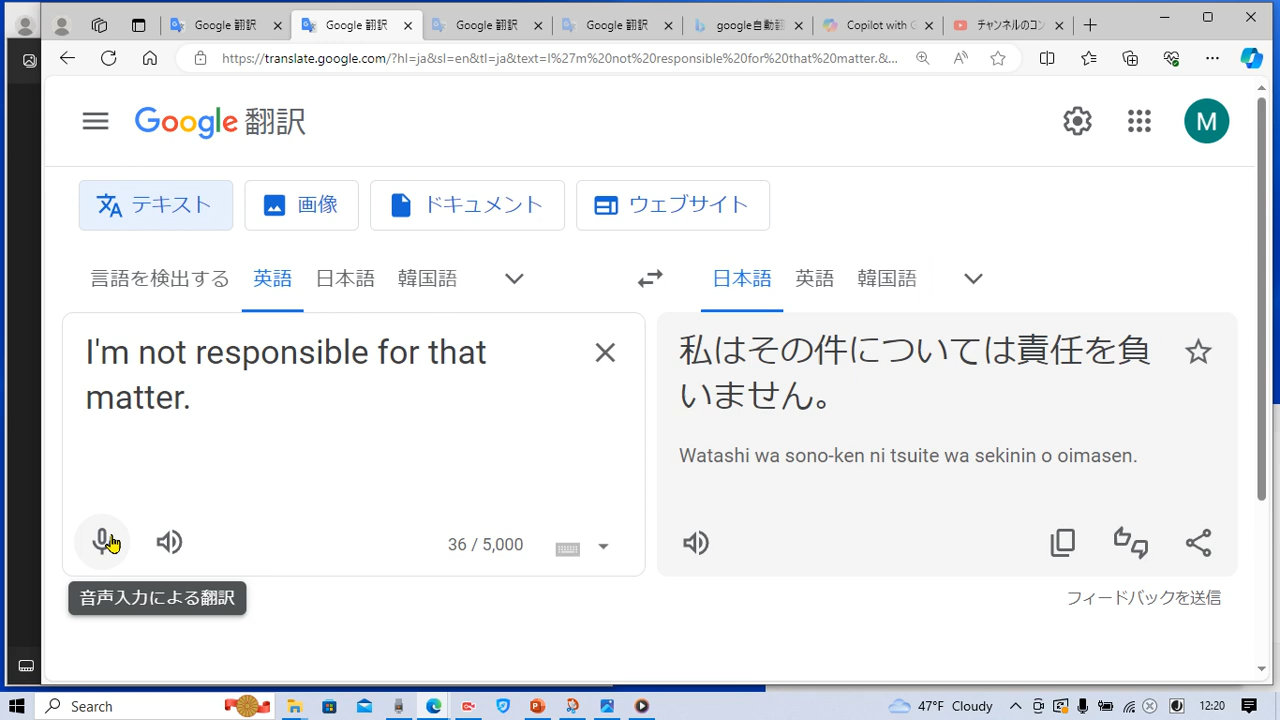 Google 翻訳
Google 翻訳
Google 翻訳
Google 翻訳
google自動翻
Copilot with G
チャンネルのコン
https://translate.google.com/?hl=ja&sl=en&tl=ja&text=I%27m%20not%20responsible%20for%20that%20matter.&...
Google 翻訳
M
テキスト
画像
ドキュメント
ウェブサイト
言語を検出する 英語 日本語 韓国語
日本語 英語 韓国語
I'm not responsible for that
matter.
私はその件については責任を負
いません。
Watashi wa sono-ken ni tsuite wa sekinin o oimasen.
36 / 5,000
音声入力による翻訳
フィードバックを送信
Search
47°F Cloudy
12:20